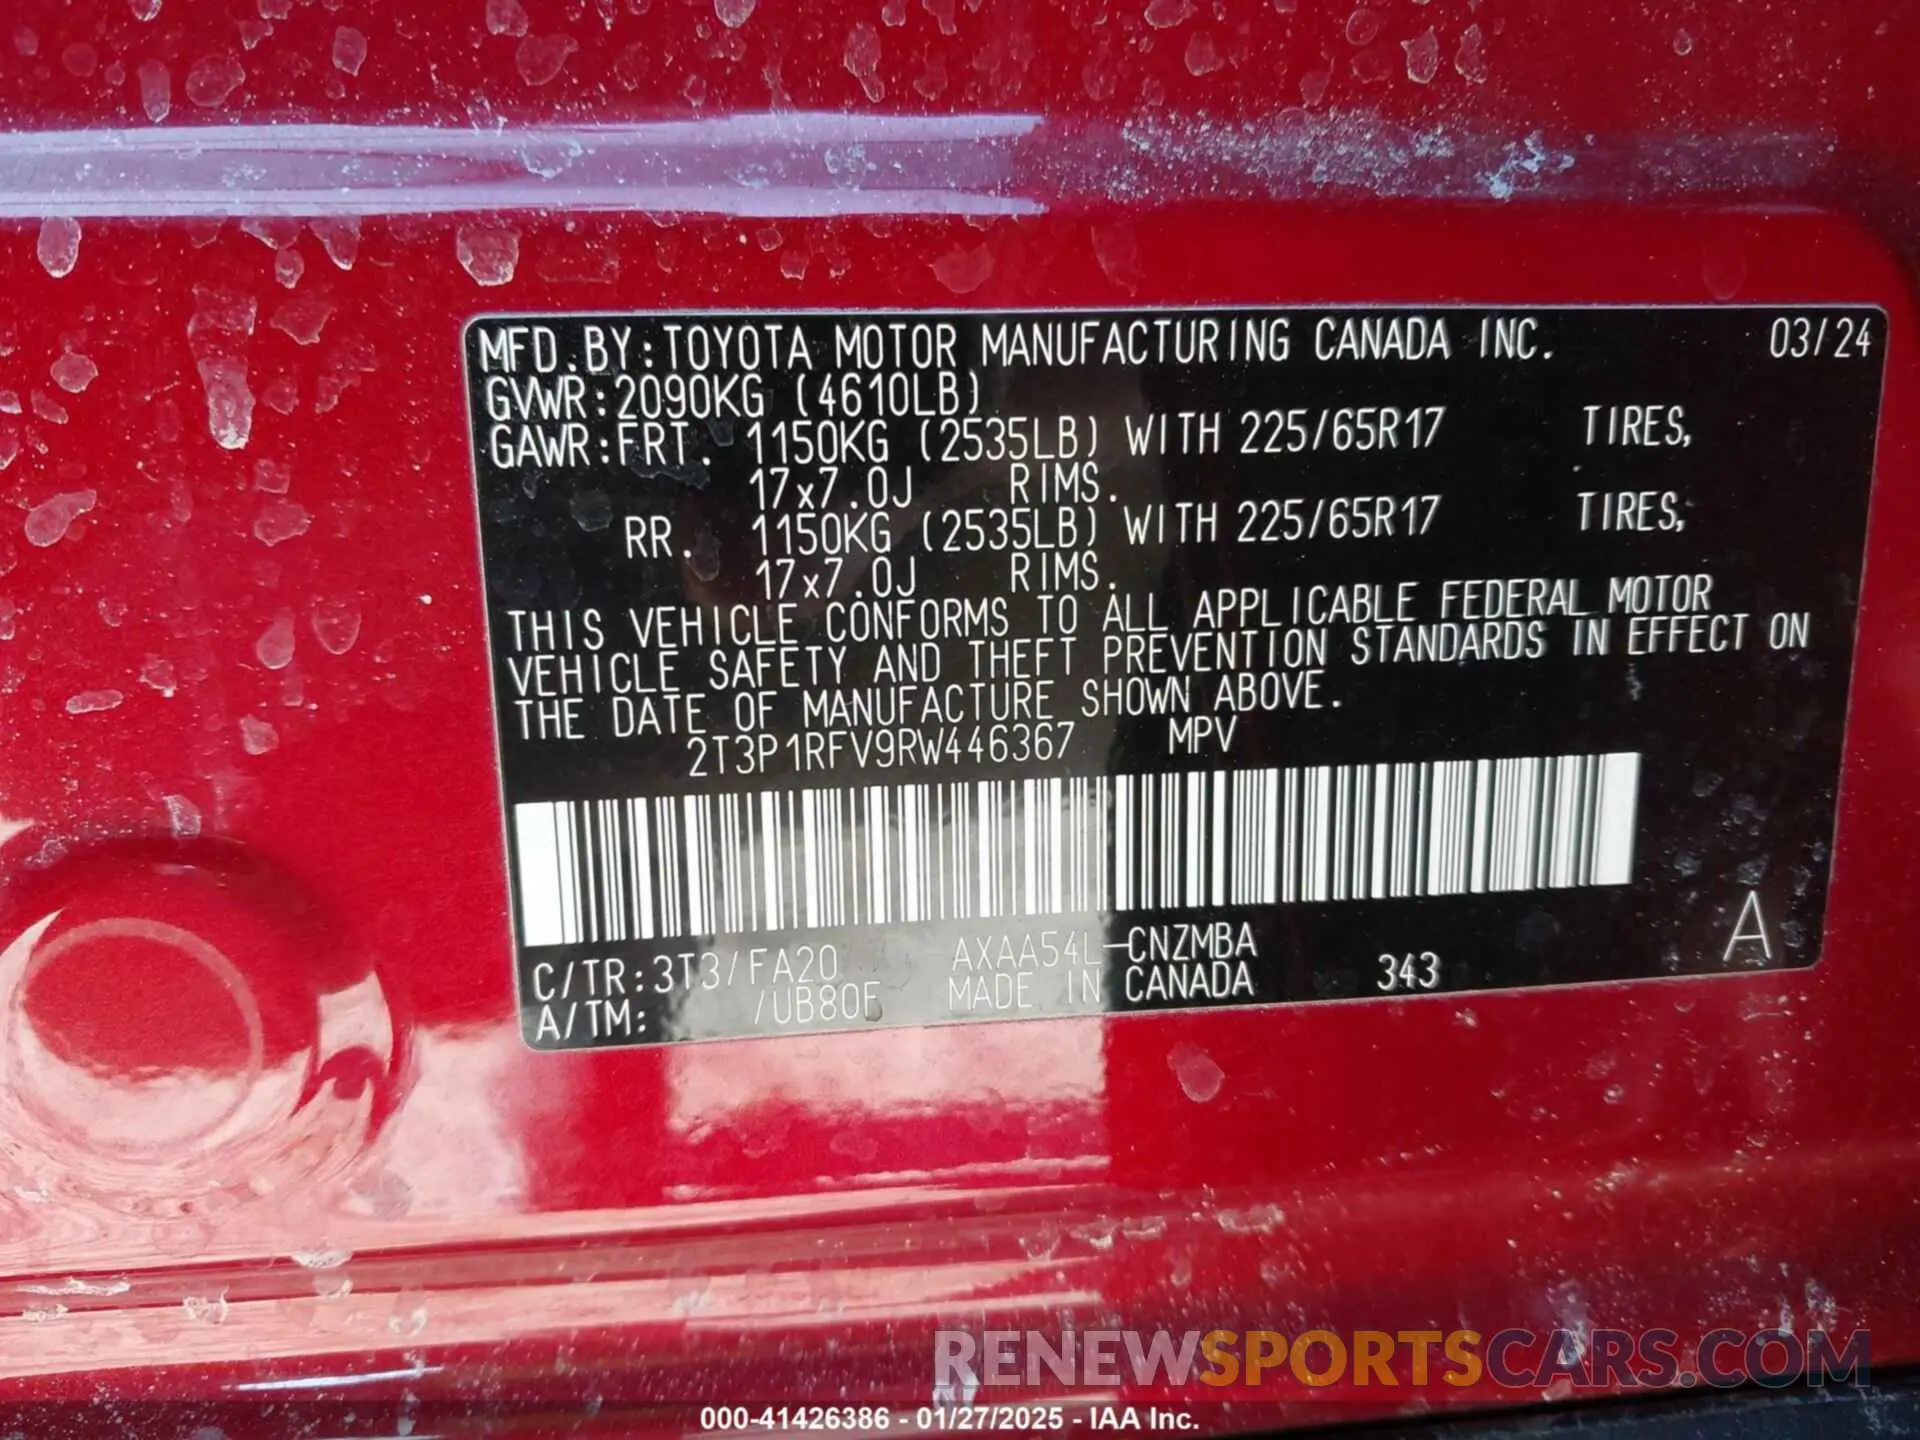 MFD.BY:TOYOTA MOTOR MANUFACTURING CANADA INC. 03/24
GVWR:2090KG (4610LB)
GAWR:FRT. 1150KG (2535LB) WITH 225/65R17 TIRES,
17x7.0J RIMS.
RR. 1150KG (2535LB) WITH 225/65R17 TIRES,
17x7.0J RIMS.
THIS VEHICLE CONFORMS TO ALL APPLICABLE FEDERAL MOTOR
VEHICLE SAFETY AND THEFT PREVENTION STANDARDS IN EFFECT ON
THE DATE OF MANUFACTURE SHOWN ABOVE.
2T3P1RFV9RW446367 MPV
A
C/TR:3T3/FA20 AXAA54L-CNZMBA
A/TM: /UB80F MADE IN CANADA 343
RENEWSPORTSCARS.COM
000-41426386 - 01/27/2025 - IAA Inc.